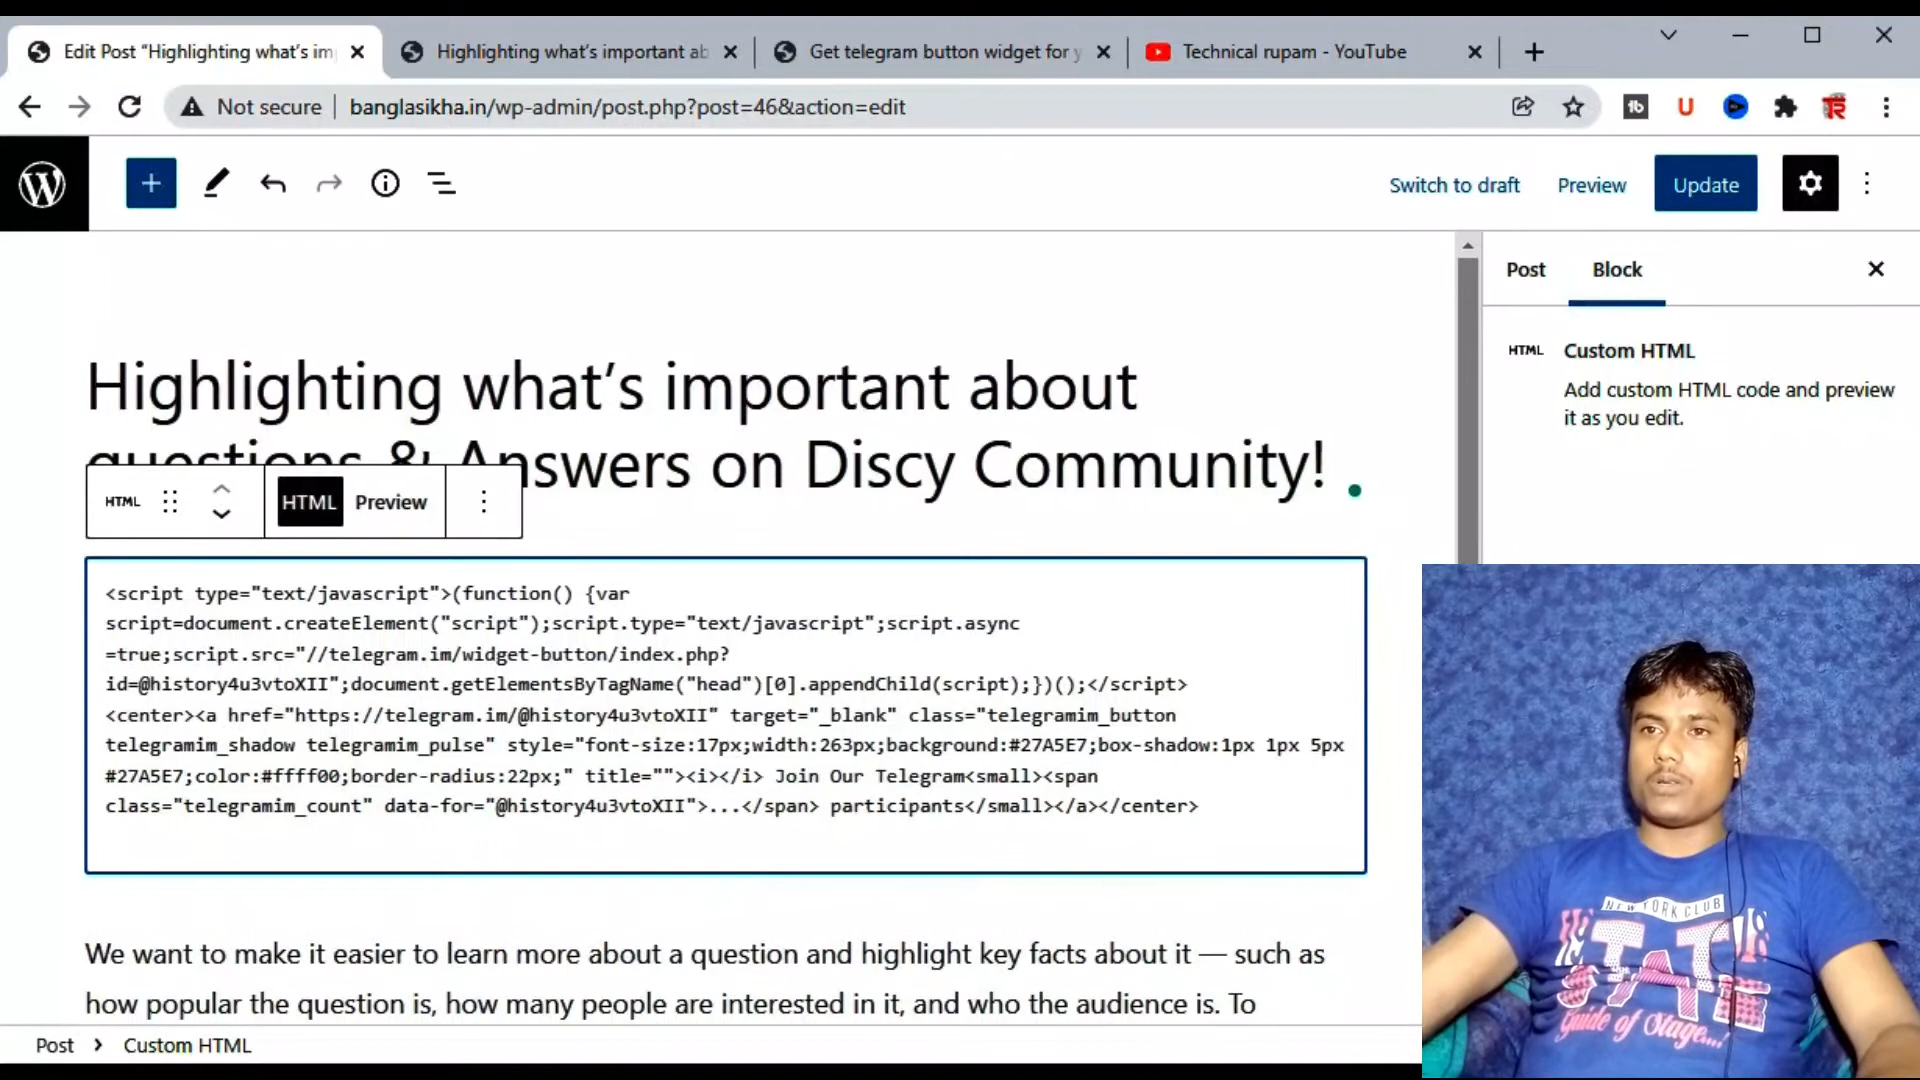 Edit Post “Highlighting what’s im
Highlighting what’s important ab
Get telegram button widget for y
Technical rupam - YouTube
Not secure
banglasikha.in/wp-admin/post.php?post=46&action=edit
Switch to draft
Preview
Update
Post
Block
HTML
Custom HTML
Add custom HTML code and preview
it as you edit.
Highlighting what’s important about
questions & Answers on Discy Community!
HTML
HTML
Preview
<script type="text/javascript">(function() {var
script=document.createElement("script");script.type="text/javascript";script.async
=true;script.src="//telegram.im/widget-button/index.php?
id=@history4u3vtoXII";document.getElementsByTagName("head")[0].appendChild(script);})();</script>
<center><a href="https://telegram.im/@history4u3vtoXII" target="_blank" class="telegramim_button
telegramim_shadow telegramim_pulse" style="font-size:17px;width:263px;background:#27A5E7;box-shadow:1px 1px 5px
#27A5E7;color:#ffff00;border-radius:22px;" title=""><i></i> Join Our Telegram<small><span
class="telegramim_count" data-for="@history4u3vtoXII">...</span> participants</small></a></center>
We want to make it easier to learn more about a question and highlight key facts about it — such as
how popular the question is, how many people are interested in it, and who the audience is. To
Post
Custom HTML
NEW YORK CLUB
Guide of Stage...!